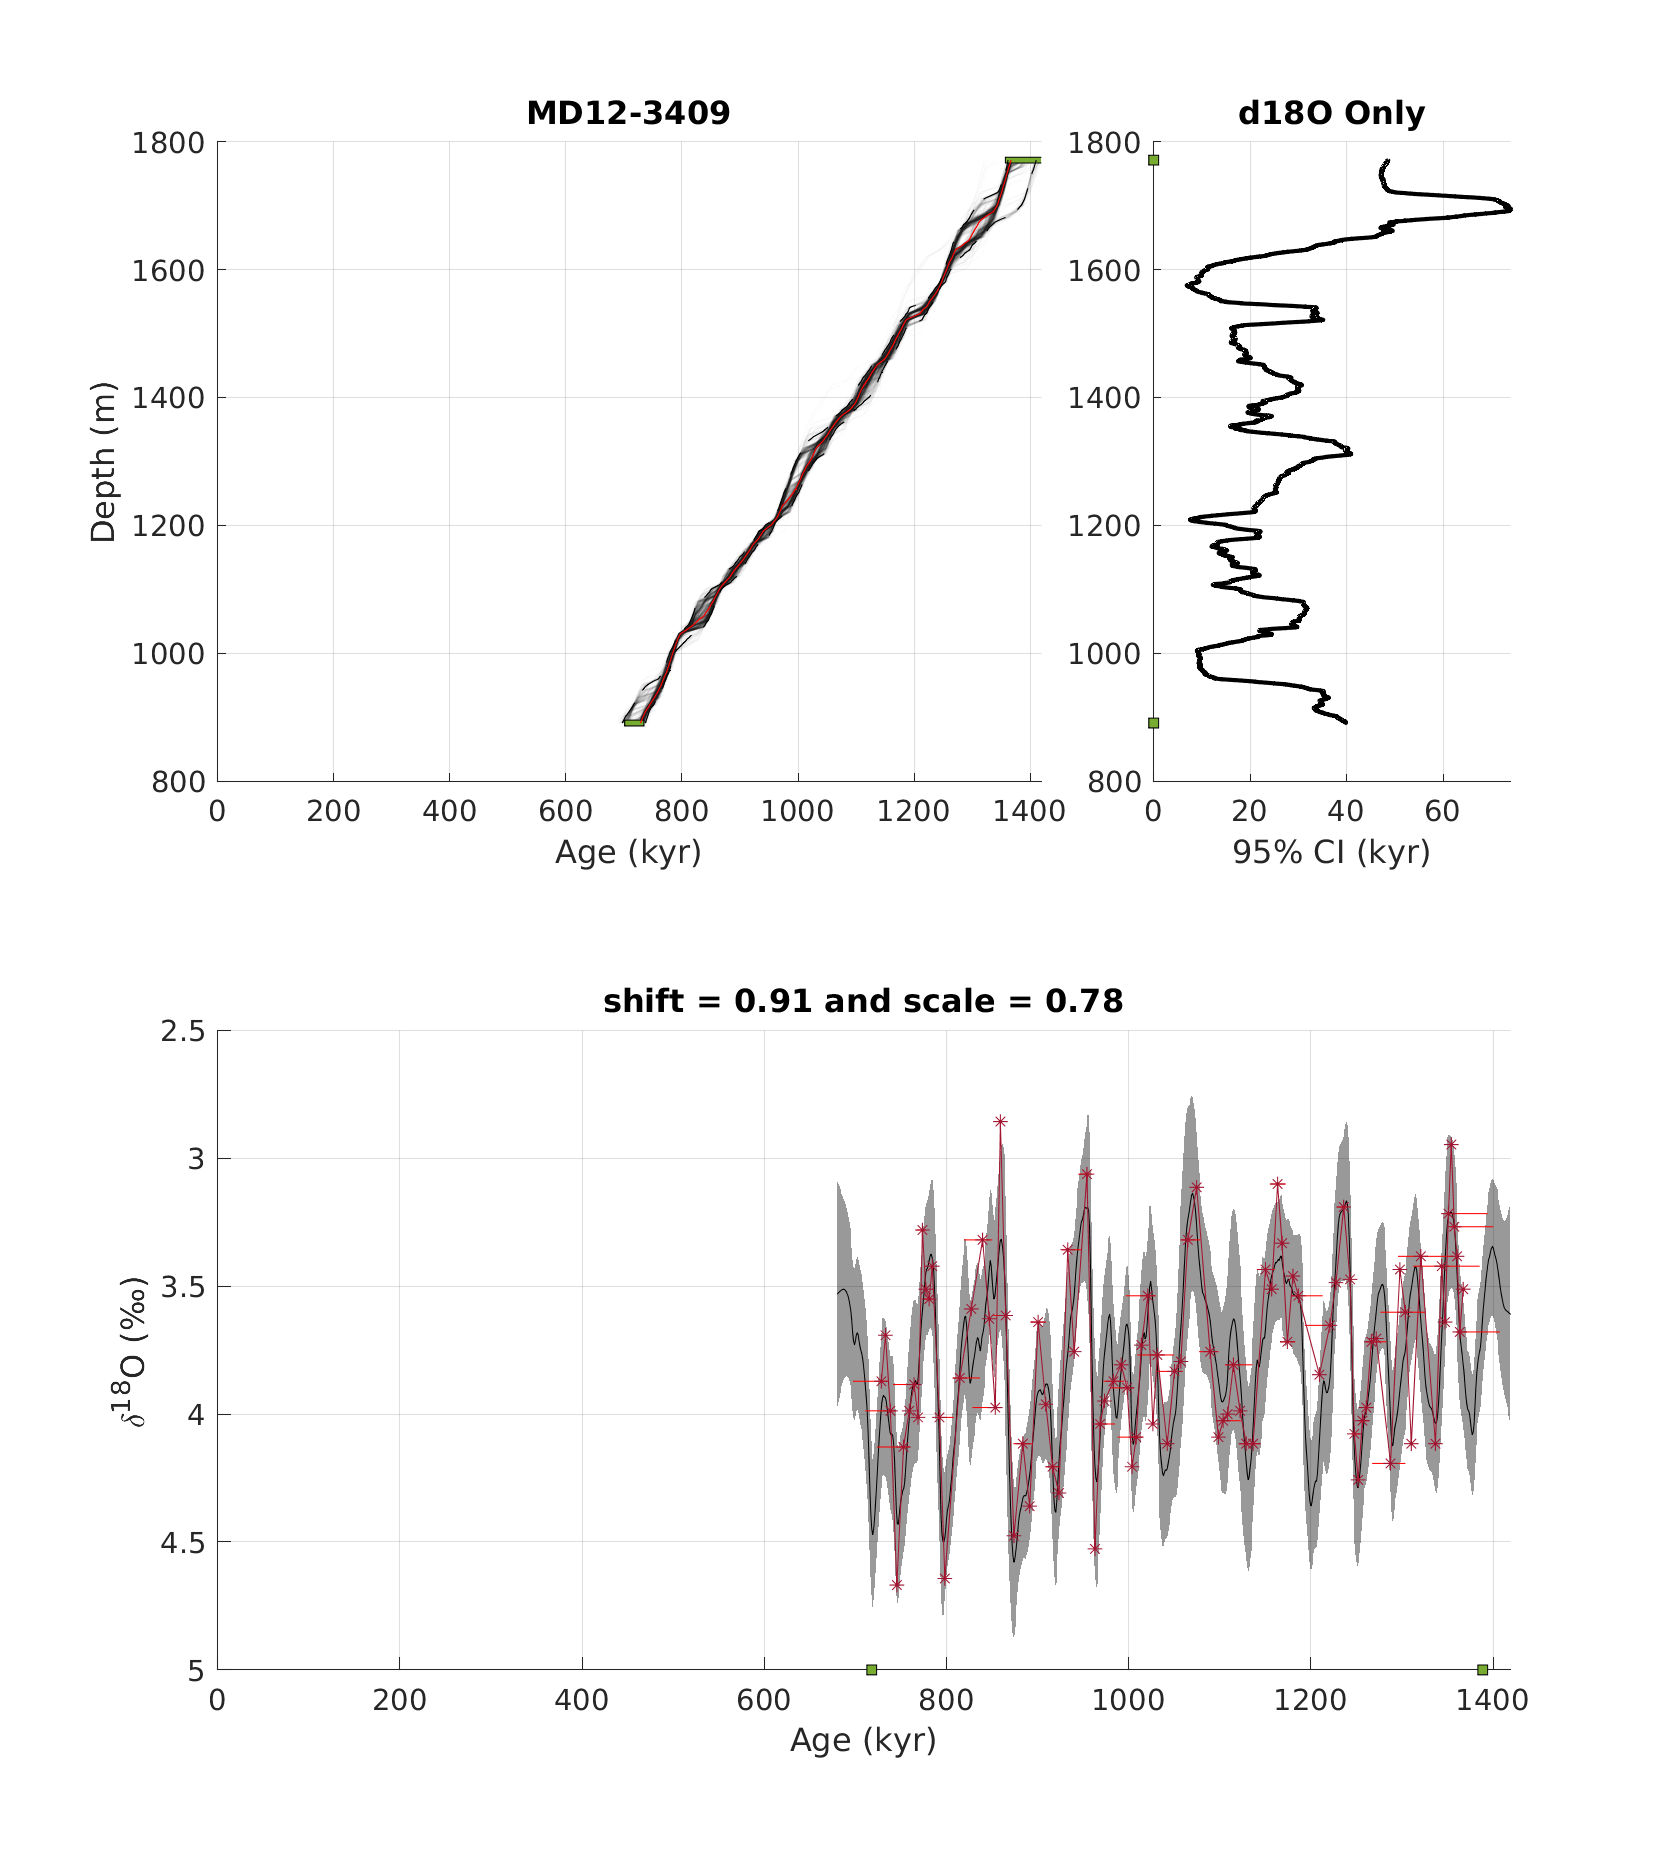 MD12-3409
d18O Only
1800
1600
1400
1200
1000
800
Depth (m)
0 200 400 600 800 1000 1200 1400
Age (kyr)
1800
1600
1400
1200
1000
800
0 20 40 60
95% CI (kyr)
shift = 0.91 and scale = 0.78
2.5
3
3.5
4
4.5
5
δ¹⁸O (‰)
0 200 400 600 800 1000 1200 1400
Age (kyr)